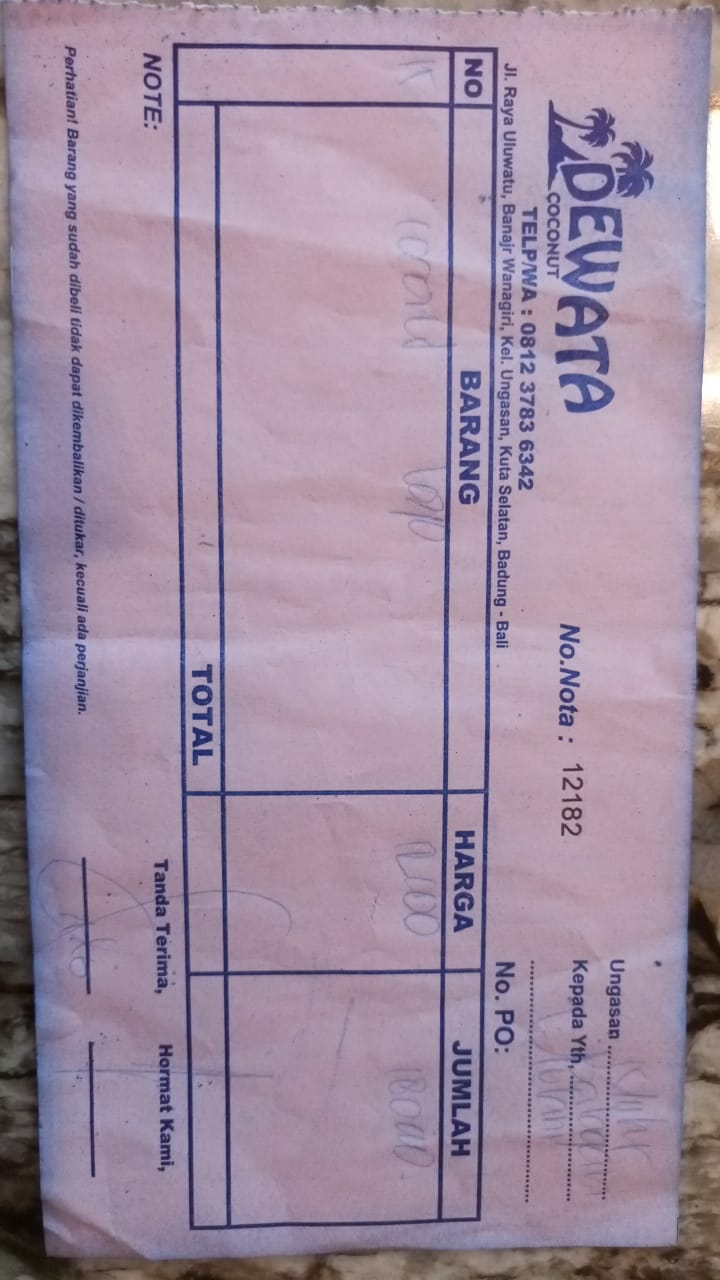 DEWATA
COCONUT
TELP/WA : 0812 3783 6342
Jl. Raya Uluwatu, Banajr Wanagiri, Kel. Ungasan, Kuta Selatan, Badung - Bali
No.Nota : 12182
Ungasan
Kepada Yth,
No. PO:
NO BARANG HARGA JUMLAH
15
TOTAL
NOTE:
Tanda Terima, Hormat Kami,
Perhatian! Barang yang sudah dibeli tidak dapat dikembalikan / ditukar, kecuali ada perjanjian.